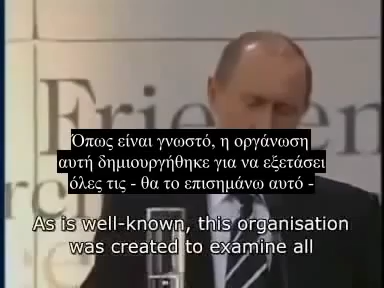 Frieden
Όπως είναι γνωστό, η οργάνωση
αυτή δημιουργήθηκε για να εξετάσει
όλες τις - θα το επισημάνω αυτό -
As is well-known, this organisation
was created to examine all